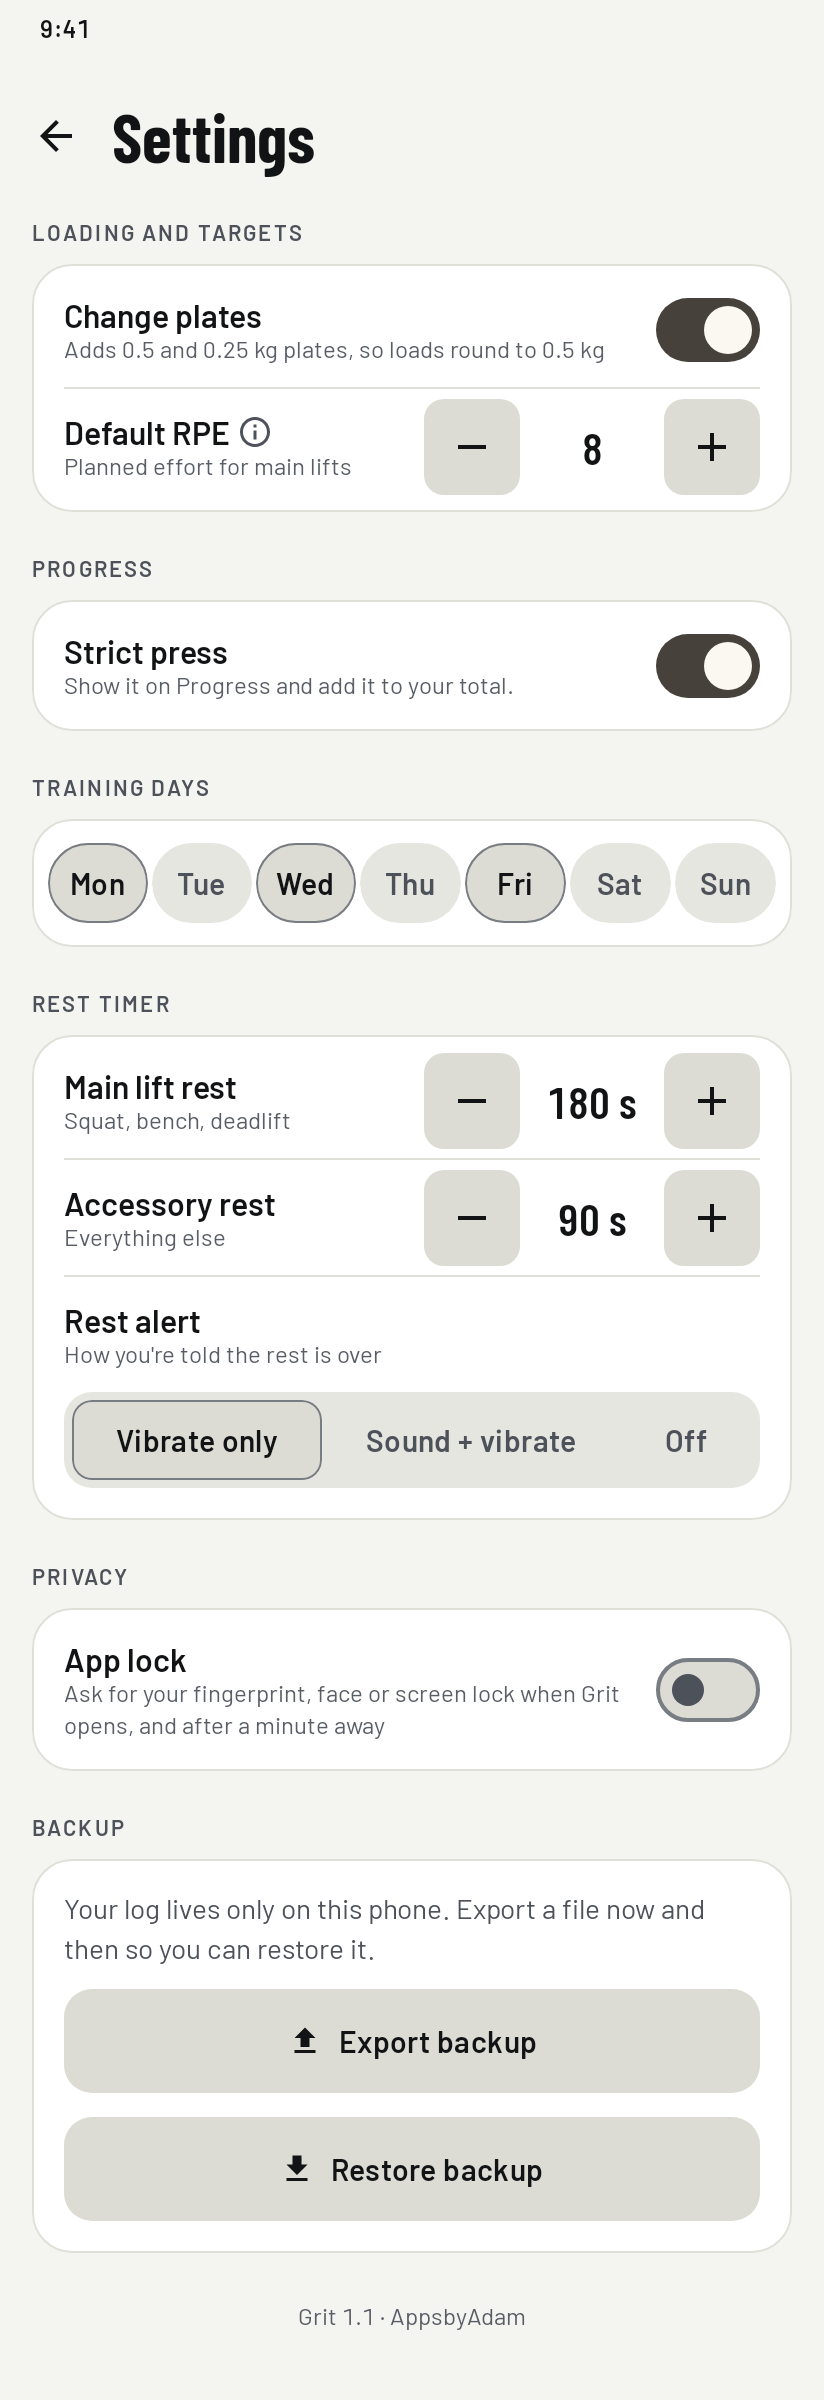 9:41
Settings
LOADING AND TARGETS
Change plates
Adds 0.5 and 0.25 kg plates, so loads round to 0.5 kg
Default RPE
Planned effort for main lifts
8
PROGRESS
Strict press
Show it on Progress and add it to your total.
TRAINING DAYS
Mon Tue Wed Thu Fri Sat Sun
REST TIMER
Main lift rest
Squat, bench, deadlift
180 s
Accessory rest
Everything else
90 s
Rest alert
How you're told the rest is over
Vibrate only Sound + vibrate Off
PRIVACY
App lock
Ask for your fingerprint, face or screen lock when Grit
opens, and after a minute away
BACKUP
Your log lives only on this phone. Export a file now and
then so you can restore it.
Export backup
Restore backup
Grit 1.1 · AppsbyAdam